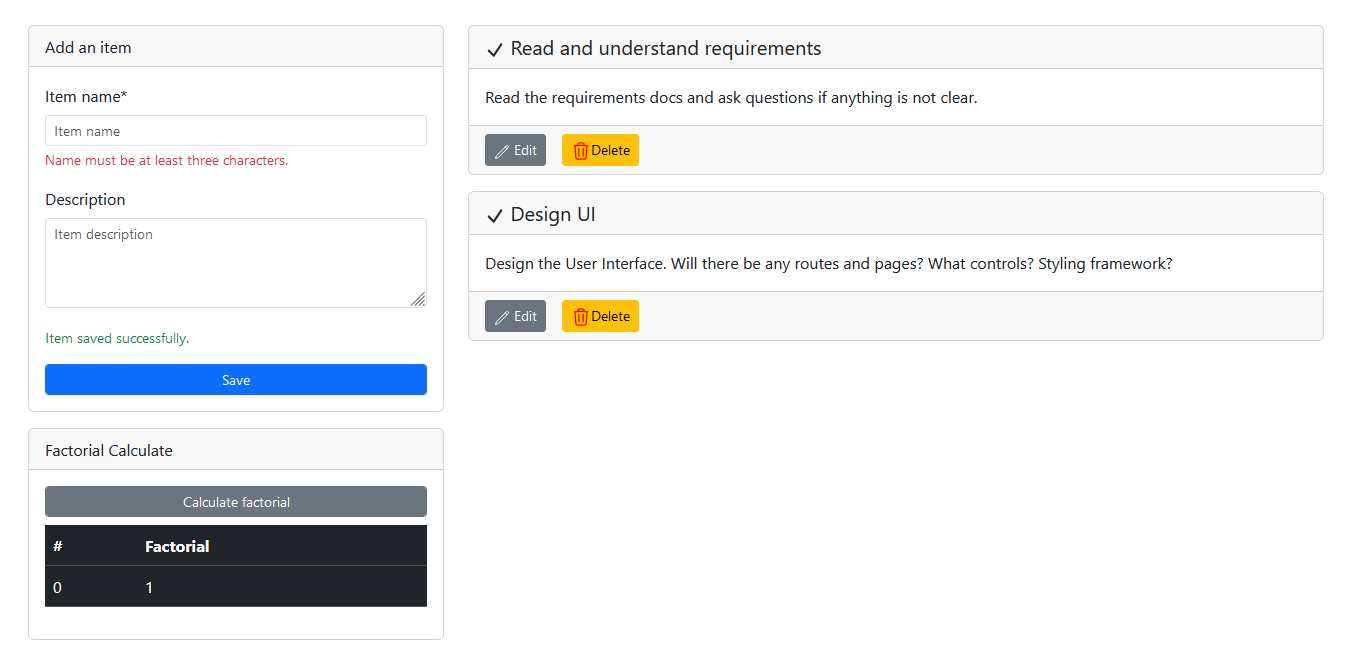 Add an item
Item name*
Item name
Name must be at least three characters.
Description
Item description
Item saved successfully.
Save
Factorial Calculate
Calculate factorial
# Factorial
0 1
Read and understand requirements
Read the requirements docs and ask questions if anything is not clear.
Edit Delete
Design UI
Design the User Interface. Will there be any routes and pages? What controls? Styling framework?
Edit Delete